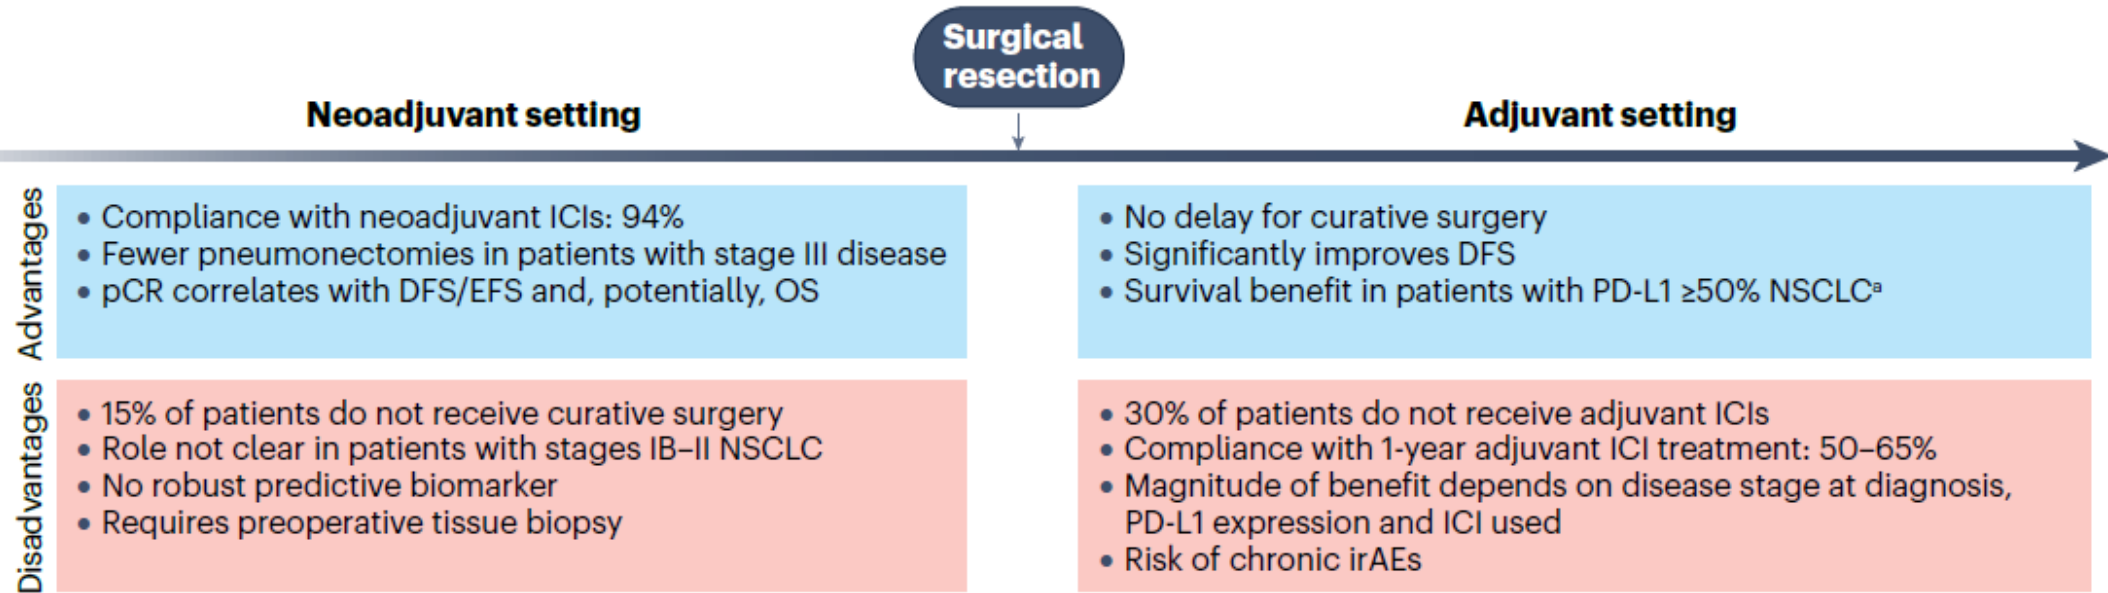 Surgical
resection
Neoadjuvant setting
Adjuvant setting
Advantages
• Compliance with neoadjuvant ICIs: 94%
• Fewer pneumonectomies in patients with stage III disease
• pCR correlates with DFS/EFS and, potentially, OS
• No delay for curative surgery
• Significantly improves DFS
• Survival benefit in patients with PD-L1 ≥50% NSCLCᵃ
Disadvantages
• 15% of patients do not receive curative surgery
• Role not clear in patients with stages IB–II NSCLC
• No robust predictive biomarker
• Requires preoperative tissue biopsy
• 30% of patients do not receive adjuvant ICIs
• Compliance with 1-year adjuvant ICI treatment: 50–65%
• Magnitude of benefit depends on disease stage at diagnosis,
PD-L1 expression and ICI used
• Risk of chronic irAEs